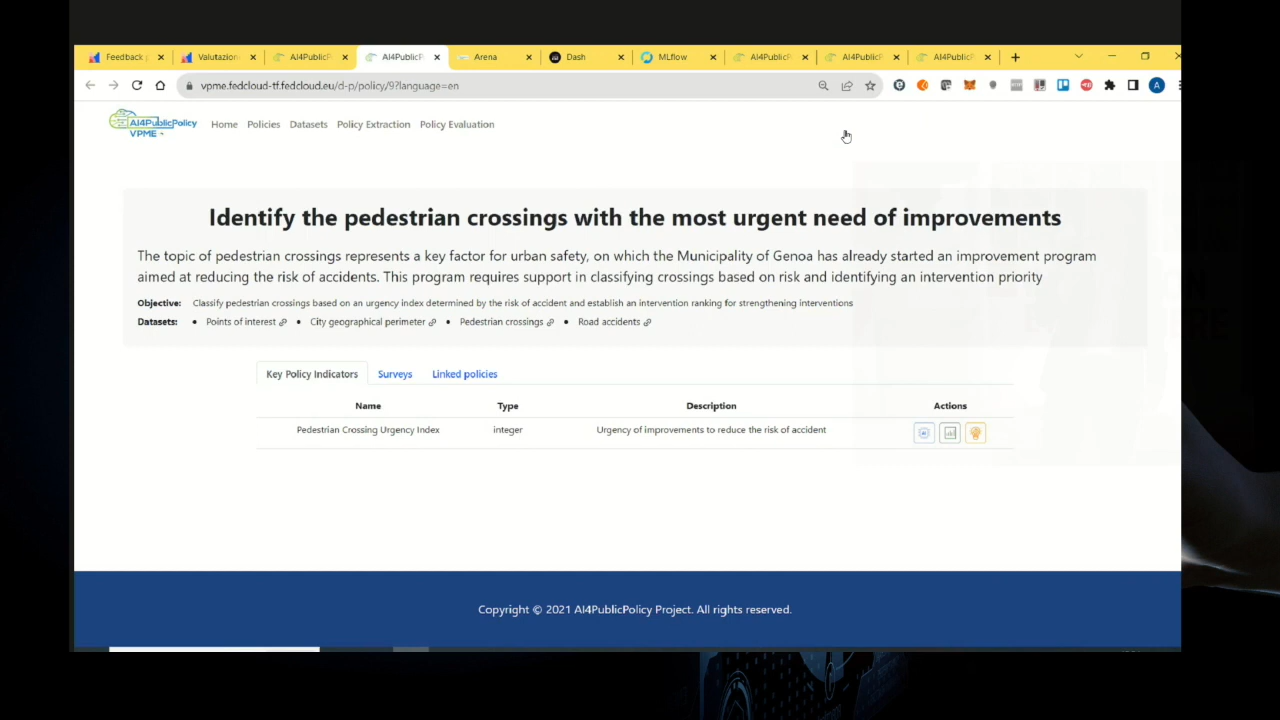 Feedback
Valutazion
AI4PublicP
AI4PublicP
Arena
Dash
MLflow
AI4PublicP
AI4PublicP
AI4PublicP
vpme.fedcloud-tf.fedcloud.eu/d-p/policy/9?language=en
AI4PublicPolicy
VPME
Home
Policies
Datasets
Policy Extraction
Policy Evaluation
Identify the pedestrian crossings with the most urgent need of improvements
The topic of pedestrian crossings represents a key factor for urban safety, on which the Municipality of Genoa has already started an improvement program
aimed at reducing the risk of accidents. This program requires support in classifying crossings based on risk and identifying an intervention priority
Objective: Classify pedestrian crossings based on an urgency index determined by the risk of accident and establish an intervention ranking for strengthening interventions
Datasets: • Points of interest • City geographical perimeter • Pedestrian crossings • Road accidents
Key Policy Indicators
Surveys
Linked policies
Name Type Description Actions
Pedestrian Crossing Urgency Index integer Urgency of improvements to reduce the risk of accident
Copyright © 2021 AI4PublicPolicy Project. All rights reserved.